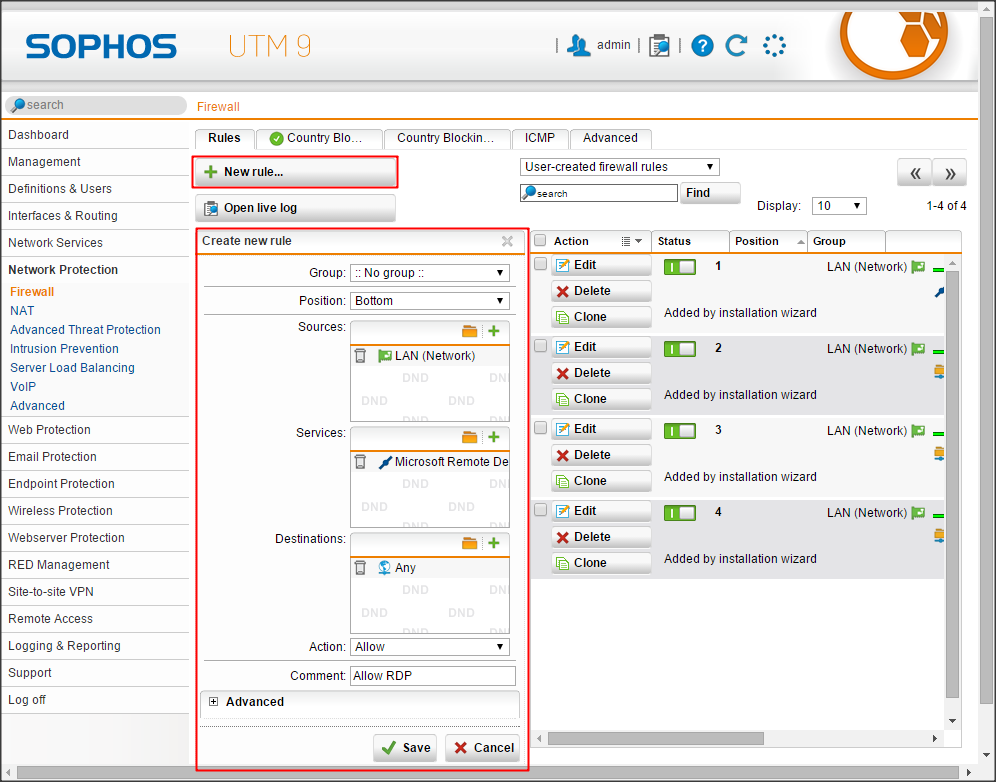 SOPHOS UTM 9 | admin | | ?
search
Firewall
Dashboard
Management
Definitions & Users
Interfaces & Routing
Network Services
Network Protection
Firewall
NAT
Advanced Threat Protection
Intrusion Prevention
Server Load Balancing
VoIP
Advanced
Web Protection
Email Protection
Endpoint Protection
Wireless Protection
Webserver Protection
RED Management
Site-to-site VPN
Remote Access
Logging & Reporting
Support
Log off
Rules Country Blo... Country Blockin... ICMP Advanced
New rule...
Open live log
User-created firewall rules
search Find
Display: 10 1-4 of 4
Create new rule
Group: :: No group ::
Position: Bottom
Sources:
LAN (Network)
DND DND
DND DND
DND DND
Services:
Microsoft Remote De
DND DND
DND DND
DND DND
Destinations:
Any
DND DND
DND DND
DND DND
Action: Allow
Comment: Allow RDP
Advanced
Save Cancel
Action Status Position Group
Edit 1 LAN (Network)
Delete
Clone Added by installation wizard
Edit 2 LAN (Network)
Delete
Clone Added by installation wizard
Edit 3 LAN (Network)
Delete
Clone Added by installation wizard
Edit 4 LAN (Network)
Delete
Clone Added by installation wizard